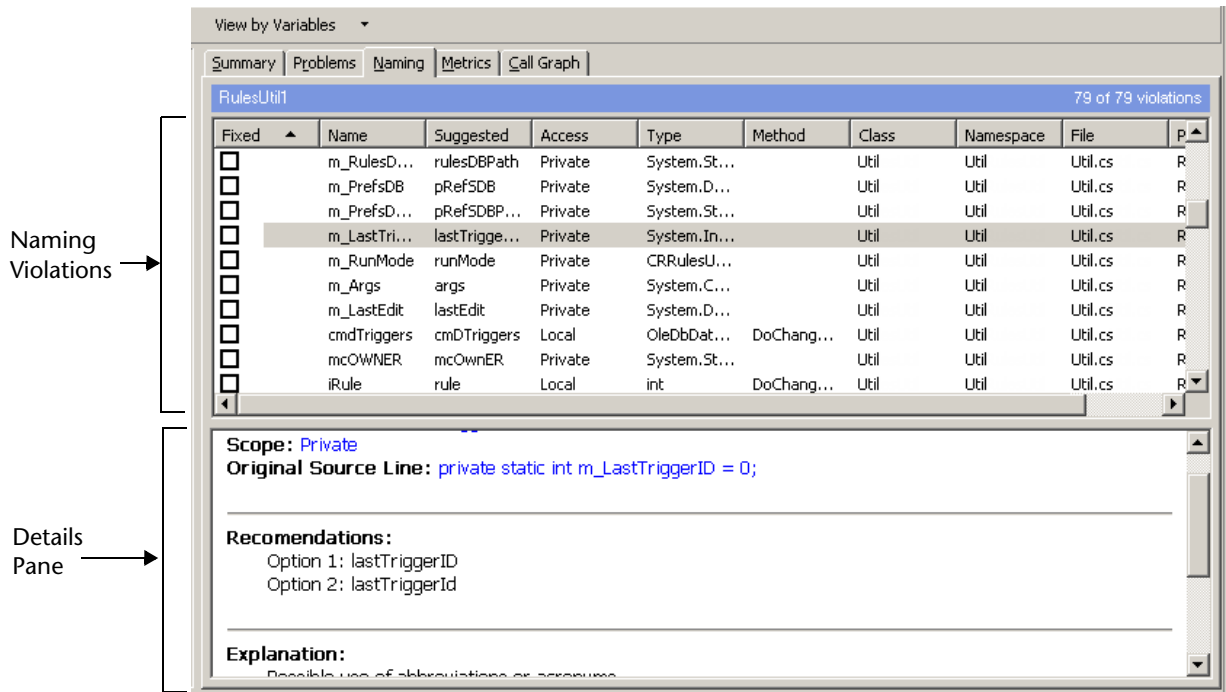 View by Variables
Summary Problems Naming Metrics Call Graph
RulesUtil1 79 of 79 violations
Fixed Name Suggested Access Type Method Class Namespace File P
m_RulesD... rulesDBPath Private System.St... Util Util Util.cs R
m_PrefsDB pRefSDB Private System.D... Util Util Util.cs R
m_PrefsD... pRefSDBP... Private System.St... Util Util Util.cs R
m_LastTri... lastTrigge... Private System.In... Util Util Util.cs R
m_RunMode runMode Private CRRulesU... Util Util Util.cs R
m_Args args Private System.C... Util Util Util.cs R
m_LastEdit lastEdit Private System.D... Util Util Util.cs R
cmdTriggers cmDTriggers Local OleDbDat... DoChang... Util Util Util.cs R
mcOWNER mcOwnER Private System.St... Util Util Util.cs R
iRule rule Local int DoChang... Util Util Util.cs R
Naming
Violations
Scope: Private
Original Source Line: private static int m_LastTriggerID = 0;
Recomendations:
Option 1: lastTriggerID
Option 2: lastTriggerId
Details
Pane
Explanation:
Possible use of abbreviations or acronyms